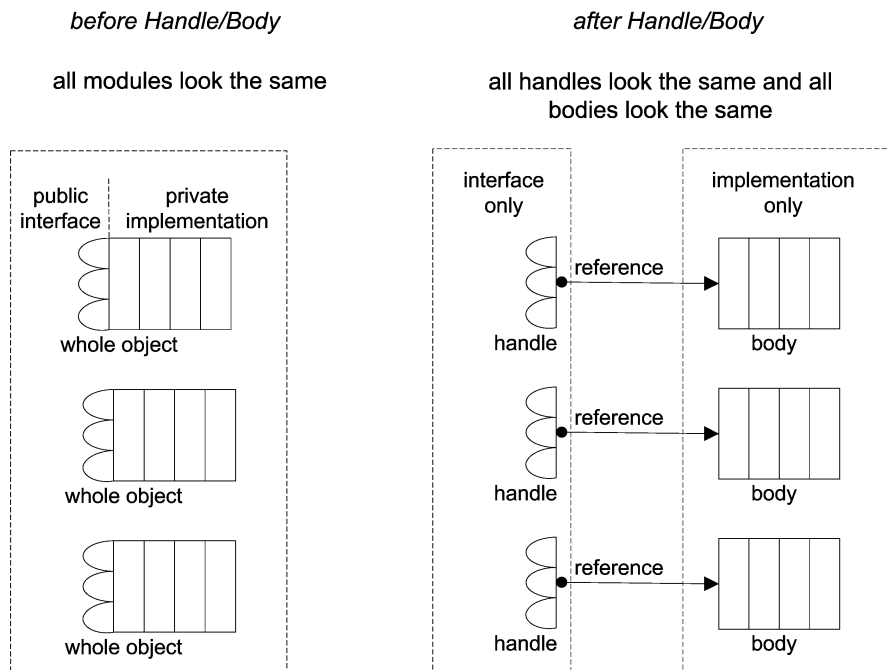 before Handle/Body
all modules look the same
public
interface
private
implementation
whole object
whole object
whole object
after Handle/Body
all handles look the same and all
bodies look the same
interface
only
implementation
only
reference
handle
body
reference
handle
body
reference
handle
body